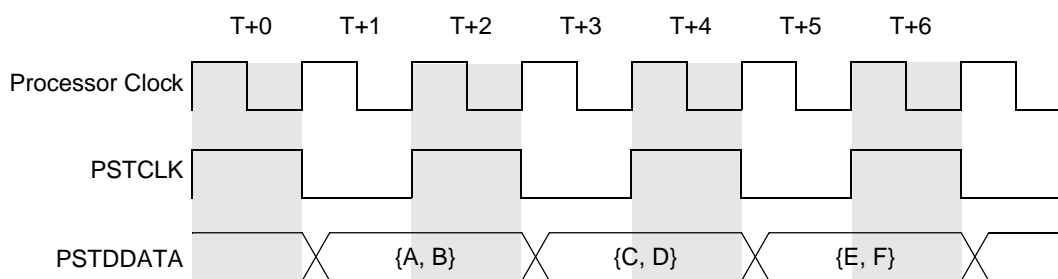 T+0 T+1 T+2 T+3 T+4 T+5 T+6
Processor Clock
PSTCLK
PSTDDATA {A, B} {C, D} {E, F}